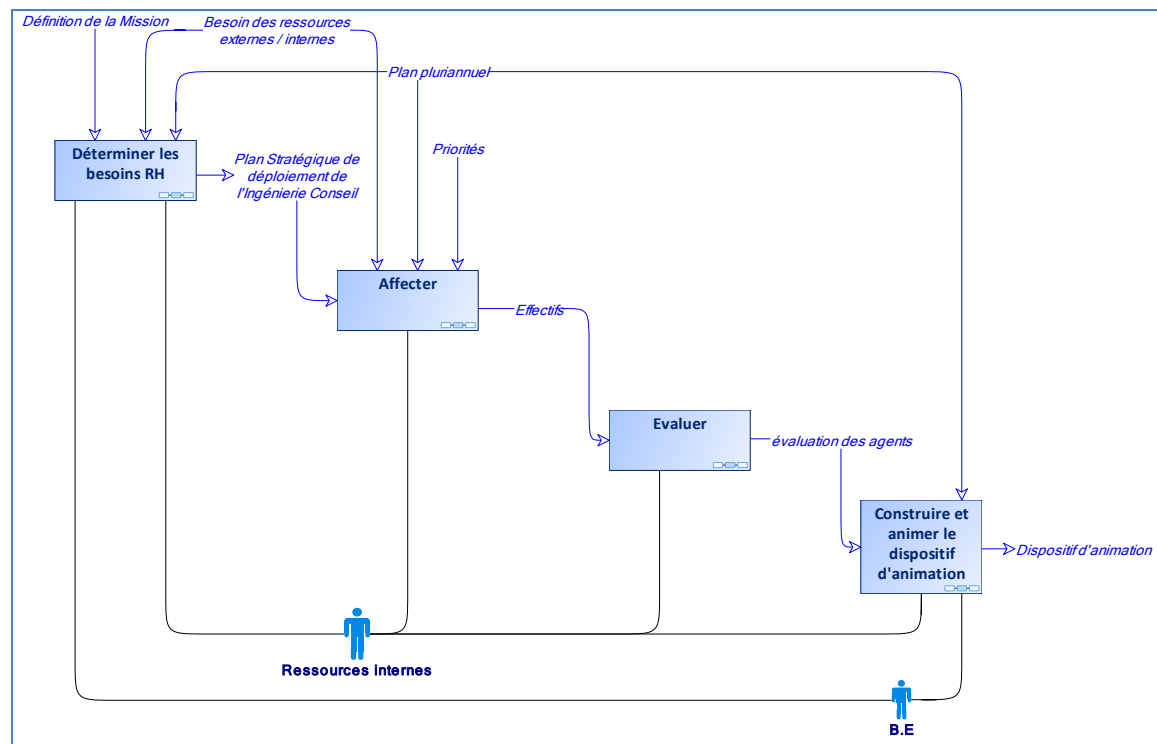 Définition de la Mission
Besoin des ressources
externes / internes
Plan pluriannuel
Déterminer les
besoins RH
Plan Stratégique de
déploiement de
l'Ingénierie Conseil
Priorités
Affecter
Effectifs
Evaluer
évaluation des agents
Construire et
animer le
dispositif
d'animation
Dispositif d'animation
Ressources internes
B.E